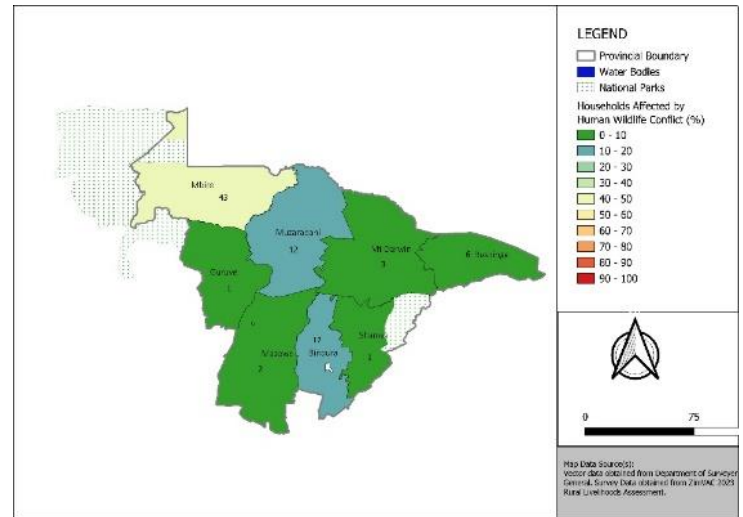 LEGEND
Provincial Boundary
Water Bodies
National Parks
Households Affected by
Human Wildlife Conflict (%)
0 - 10
10 - 20
20 - 30
30 - 40
40 - 50
50 - 60
60 - 70
70 - 80
80 - 90
90 - 100
Mbire
43
Muzarabani
12
Mt Darwin
3
6 Rushinga
Guruve
1
Mazowe
2
12
Bindura
Shamva
1
0 75
Map Data Source(s):
Vector data obtained from Department of Surveyor
General. Survey Data obtained from ZimVAC 2023
Rural Livelihoods Assessment.